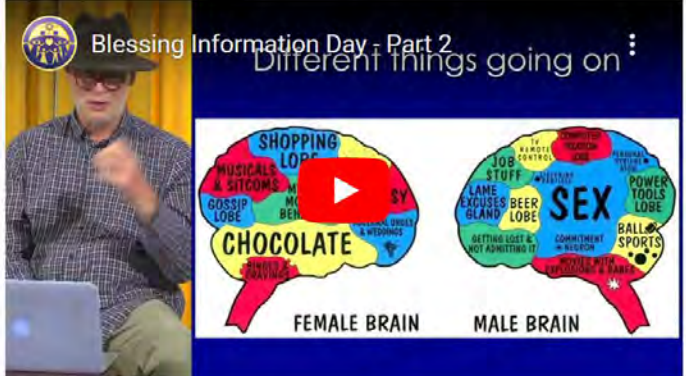 Blessing Information Day - Part 2
Different things going on
SHOPPING
LOBE
MUSICALS
& SITCOMS
GOSSIP
LOBE
CHOCOLATE
& WEDDINGS
CRAVINGS
FEMALE BRAIN
TV
REMOTE
CONTROL
JOB
STUFF
LAME
EXCUSES
GLAND
BEER
LOBE
SEX
POWER
TOOLS
LOBE
BALL
SPORTS
GETTING LOST &
NOT ADMITTING IT
COMMITMENT
NEURON
MOVIES WITH
EXPLOSIONS & BABES
MALE BRAIN